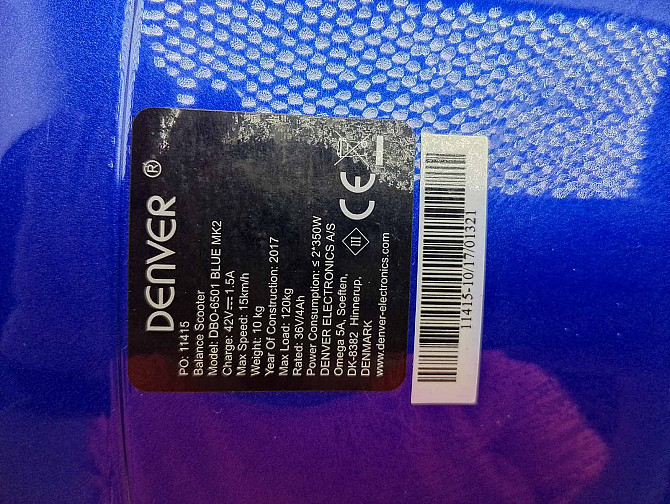 DENVER ®
PO: 11415
Balance Scooter
Model: DBO-6501 BLUE MK2
Charge: 42V⎓1.5A
Max Speed: 15km/h
Weight: 10 kg
Year Of Construction: 2017
Max Load: 120kg
Rated: 36V/4Ah
Power Consumption: ≤ 2*350W
DENVER ELECTRONICS A/S
Omega 5A, Soeften,
DK-8382 Hinnerup,
DENMARK
www.denver-electronics.com
III
CE
11415-10/17/01321